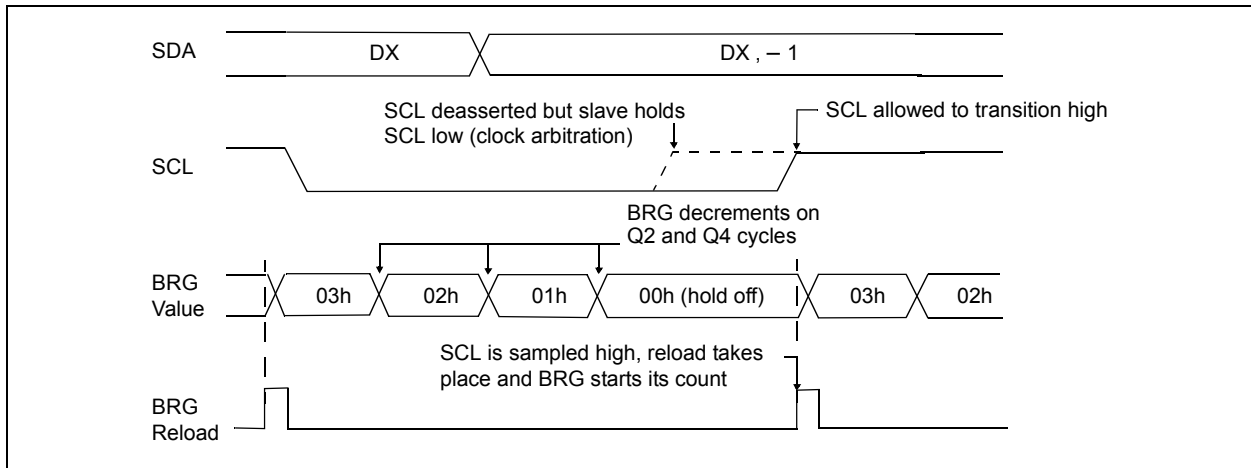 SDA
DX
DX , – 1
SCL deasserted but slave holds
SCL low (clock arbitration)
SCL allowed to transition high
SCL
BRG decrements on
Q2 and Q4 cycles
BRG
Value
03h
02h
01h
00h (hold off)
03h
02h
SCL is sampled high, reload takes
place and BRG starts its count
BRG
Reload